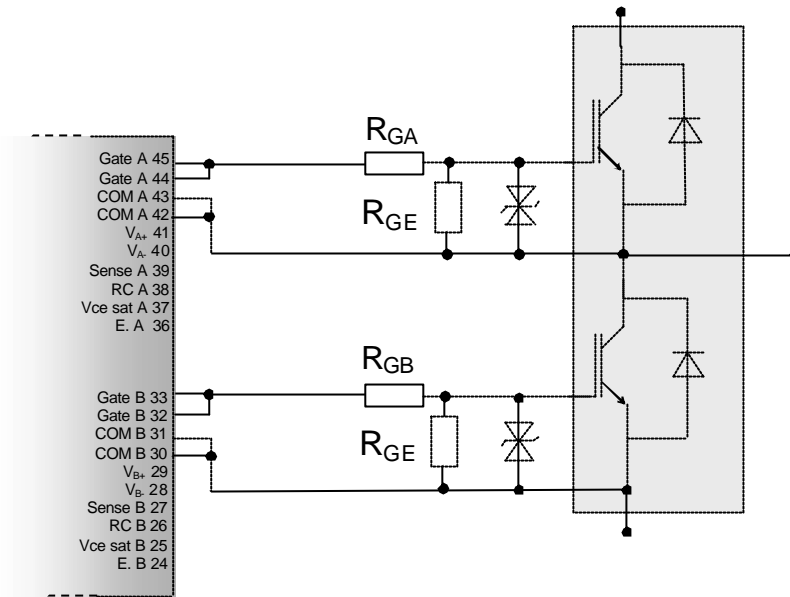 Gate A 45
Gate A 44
COM A 43
COM A 42
VA+ 41
VA- 40
Sense A 39
RC A 38
Vce sat A 37
E. A 36
RGA
RGE
Gate B 33
Gate B 32
COM B 31
COM B 30
VB+ 29
VB- 28
Sense B 27
RC B 26
Vce sat B 25
E. B 24
RGB
RGE